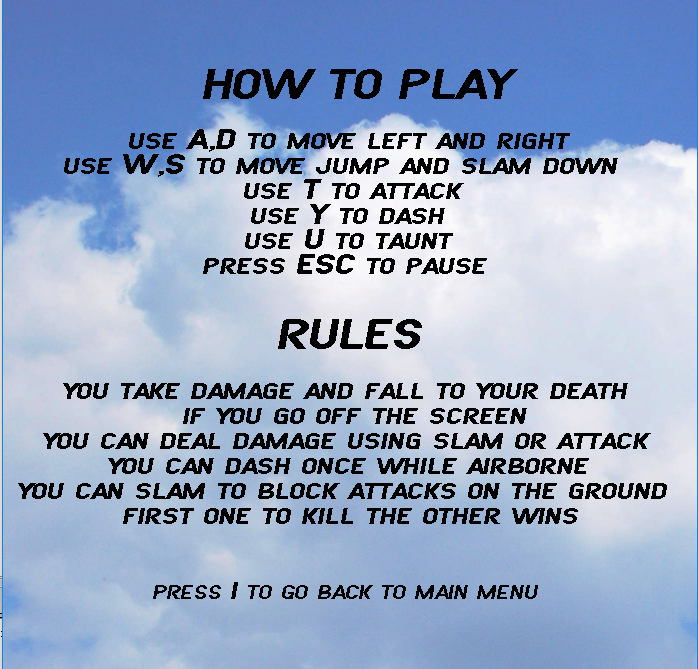 HOW TO PLAY
USE A,D TO MOVE LEFT AND RIGHT
USE W,S TO MOVE JUMP AND SLAM DOWN
USE T TO ATTACK
USE Y TO DASH
USE U TO TAUNT
PRESS ESC TO PAUSE
RULES
YOU TAKE DAMAGE AND FALL TO YOUR DEATH
IF YOU GO OFF THE SCREEN
YOU CAN DEAL DAMAGE USING SLAM OR ATTACK
YOU CAN DASH ONCE WHILE AIRBORNE
YOU CAN SLAM TO BLOCK ATTACKS ON THE GROUND
FIRST ONE TO KILL THE OTHER WINS
PRESS I TO GO BACK TO MAIN MENU